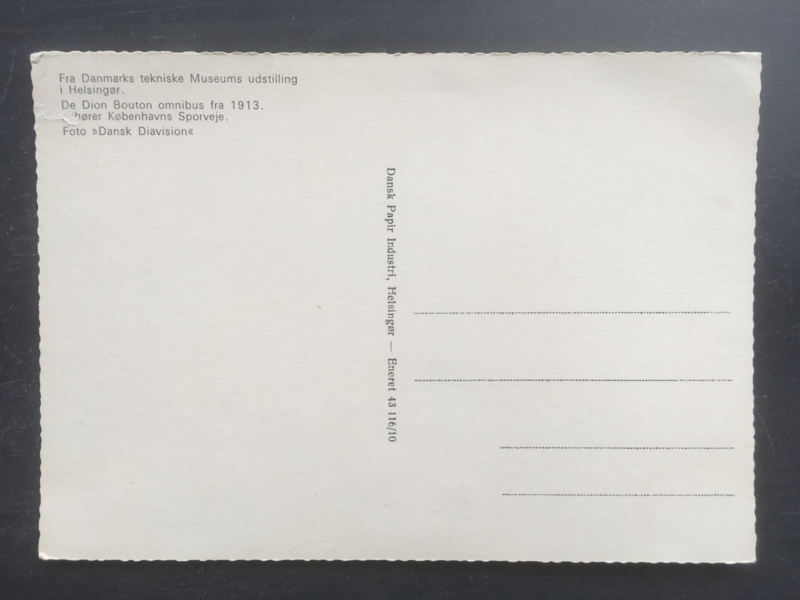 Fra Danmarks tekniske Museums udstilling
i Helsingør.
De Dion Bouton omnibus fra 1913.
Københavns Sporveje.
Foto »Dansk Diavision«
Dansk Papir Industri, Helsingør — Eneret 43 116/10